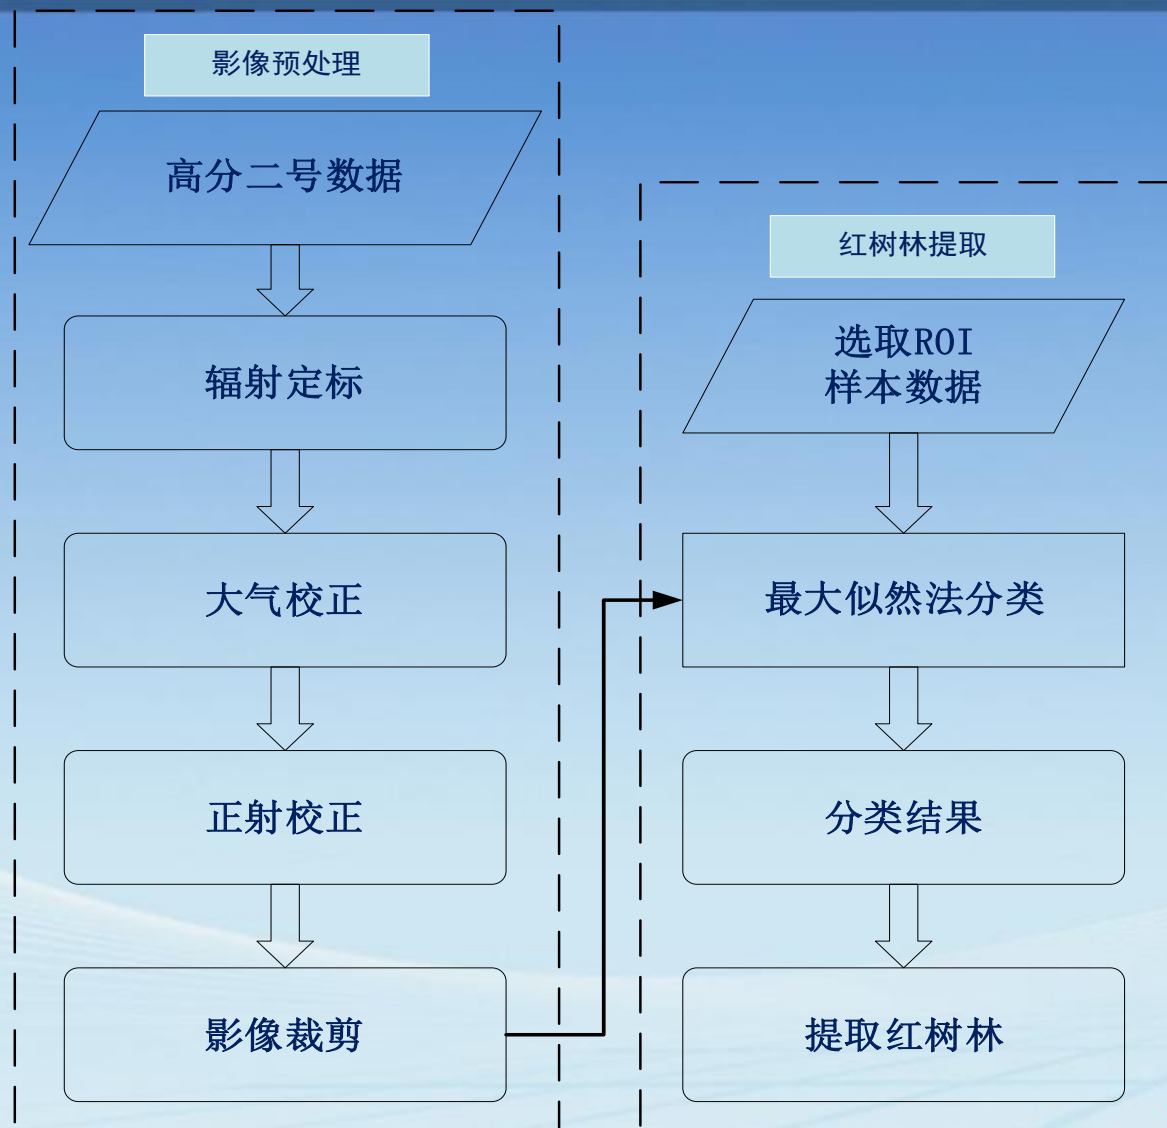 影像预处理
高分二号数据
辐射定标
大气校正
正射校正
影像裁剪
红树林提取
选取ROI
样本数据
最大似然法分类
分类结果
提取红树林